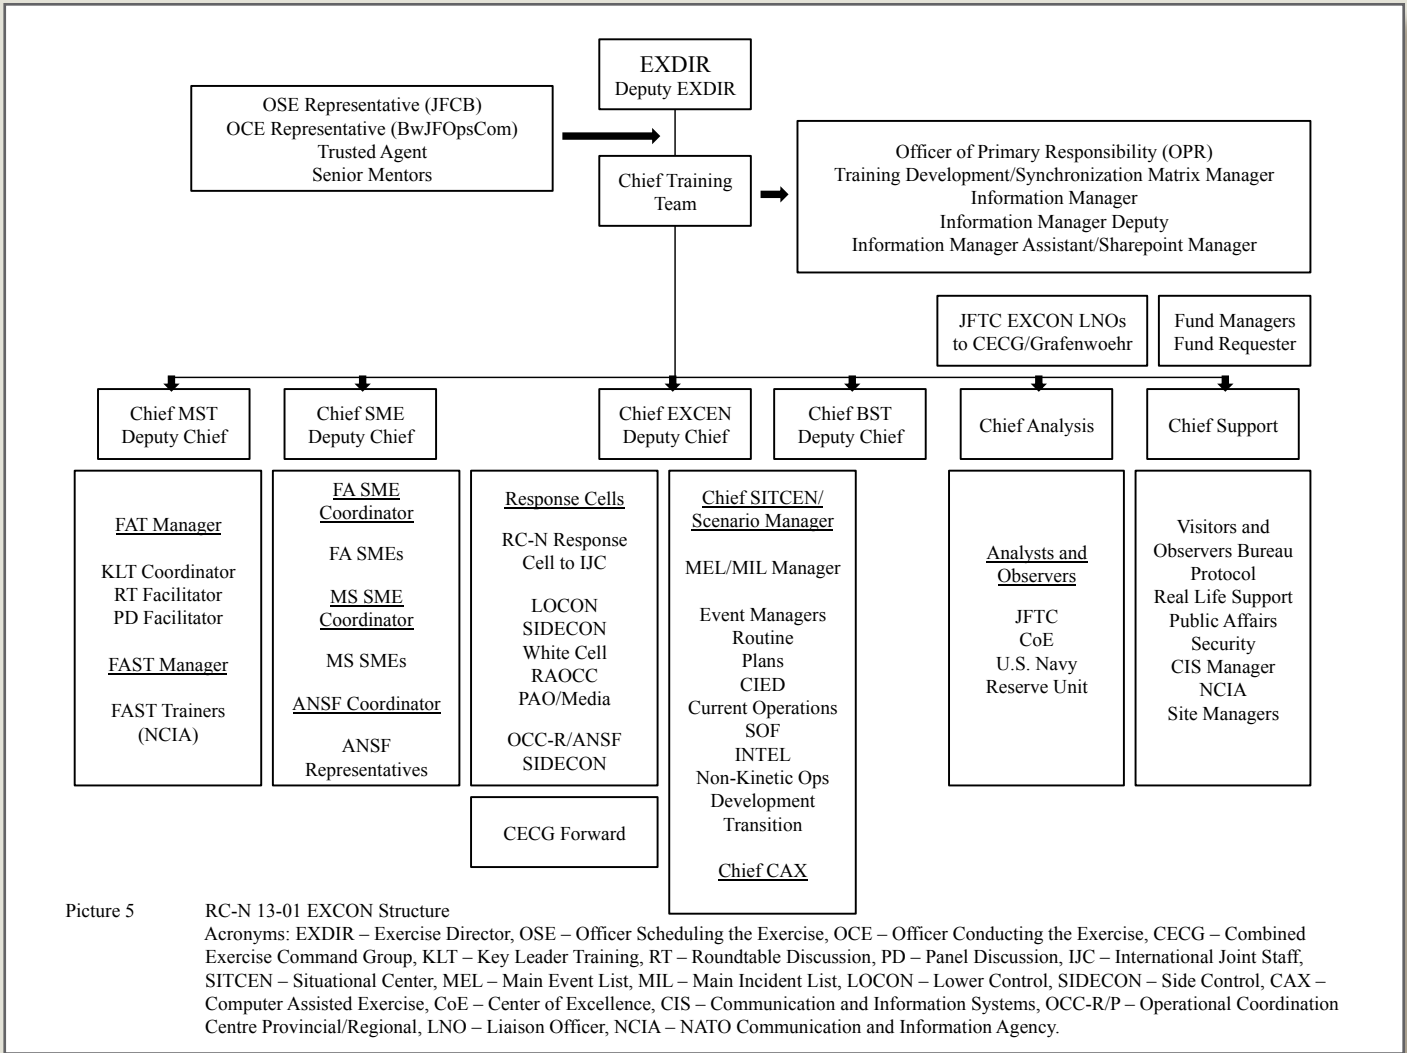 EXDIR
Deputy EXDIR
OSE Representative (JFCB)
OCE Representative (BwJFOpsCom)
Trusted Agent
Senior Mentors
Chief Training
Team
Officer of Primary Responsibility (OPR)
Training Development/Synchronization Matrix Manager
Information Manager
Information Manager Deputy
Information Manager Assistant/Sharepoint Manager
JFTC EXCON LNOs
to CECG/Grafenwoehr
Fund Managers
Fund Requester
Chief MST
Deputy Chief
Chief SME
Deputy Chief
Chief EXCEN
Deputy Chief
Chief BST
Deputy Chief
Chief Analysis
Chief Support
FAT Manager
KLT Coordinator
RT Facilitator
PD Facilitator
FAST Manager
FAST Trainers
(NCIA)
FA SME
Coordinator
FA SMEs
MS SME
Coordinator
MS SMEs
ANSF Coordinator
ANSF
Representatives
Response Cells
RC-N Response
Cell to IJC
LOCON
SIDECON
White Cell
RAOCC
PAO/Media
OCC-R/ANSF
SIDECON
CECG Forward
Chief SITCEN/
Scenario Manager
MEL/MIL Manager
Event Managers
Routine
Plans
CIED
Current Operations
SOF
INTEL
Non-Kinetic Ops
Development
Transition
Chief CAX
Analysts and
Observers
JFTC
CoE
U.S. Navy
Reserve Unit
Visitors and
Observers Bureau
Protocol
Real Life Support
Public Affairs
Security
CIS Manager
NCIA
Site Managers
Picture 5 RC-N 13-01 EXCON Structure
Acronyms: EXDIR – Exercise Director, OSE – Officer Scheduling the Exercise, OCE – Officer Conducting the Exercise, CECG – Combined
Exercise Command Group, KLT – Key Leader Training, RT – Roundtable Discussion, PD – Panel Discussion, IJC – International Joint Staff,
SITCEN – Situational Center, MEL – Main Event List, MIL – Main Incident List, LOCON – Lower Control, SIDECON – Side Control, CAX –
Computer Assisted Exercise, CoE – Center of Excellence, CIS – Communication and Information Systems, OCC-R/P – Operational Coordination
Centre Provincial/Regional, LNO – Liaison Officer, NCIA – NATO Communication and Information Agency.